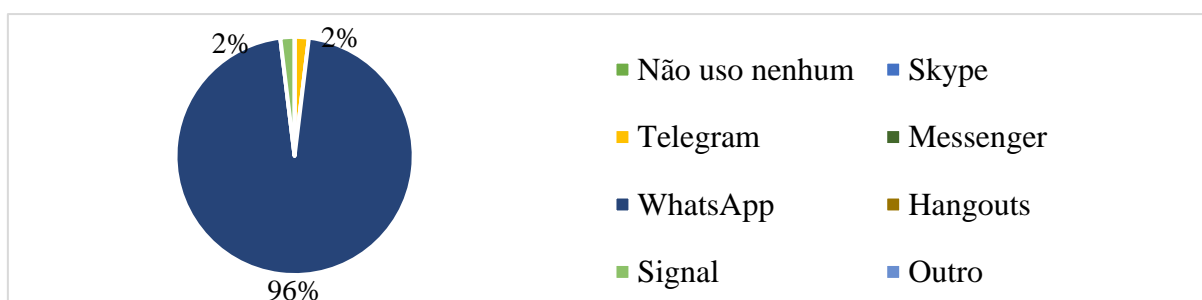 2% 2%
Não uso nenhum Skype
Telegram Messenger
WhatsApp Hangouts
Signal Outro
96%